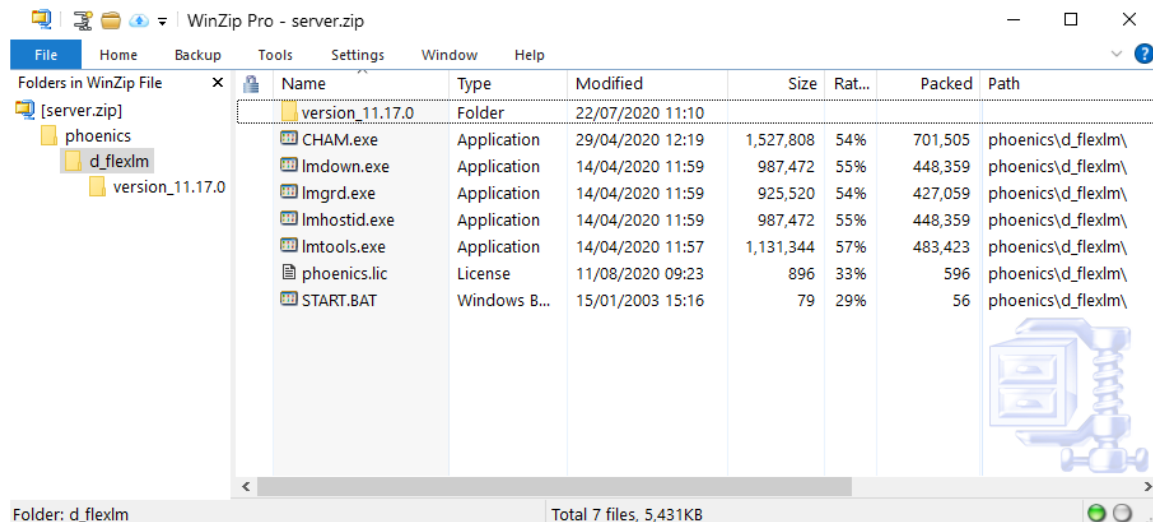 WinZip Pro - server.zip
File Home Backup Tools Settings Window Help
Folders in WinZip File
Name Type Modified Size Rat... Packed Path
[server.zip]
phoenics
d_flexlm
version_11.17.0
version_11.17.0 Folder 22/07/2020 11:10
CHAM.exe Application 29/04/2020 12:19 1,527,808 54% 701,505 phoenics\d_flexlm\
lmdown.exe Application 14/04/2020 11:59 987,472 55% 448,359 phoenics\d_flexlm\
lmgrd.exe Application 14/04/2020 11:59 925,520 54% 427,059 phoenics\d_flexlm\
lmhostid.exe Application 14/04/2020 11:59 987,472 55% 448,359 phoenics\d_flexlm\
lmtools.exe Application 14/04/2020 11:57 1,131,344 57% 483,423 phoenics\d_flexlm\
phoenics.lic License 11/08/2020 09:23 896 33% 596 phoenics\d_flexlm\
START.BAT Windows B... 15/01/2003 15:16 79 29% 56 phoenics\d_flexlm\
Folder: d_flexlm Total 7 files, 5,431KB